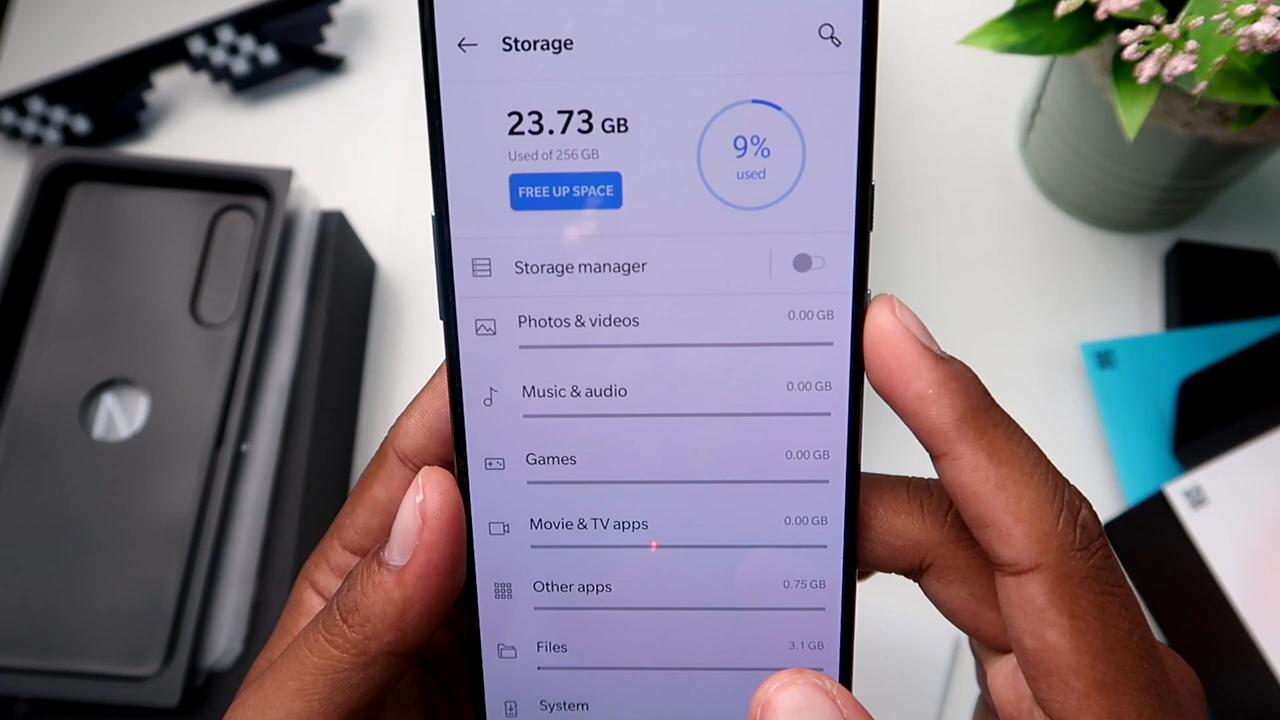 Storage
23.73 GB
Used of 256 GB
FREE UP SPACE
9%
used
Storage manager
Photos & videos 0.00 GB
Music & audio 0.00 GB
Games 0.00 GB
Movie & TV apps 0.00 GB
Other apps 0.75 GB
Files 3.1 GB
System